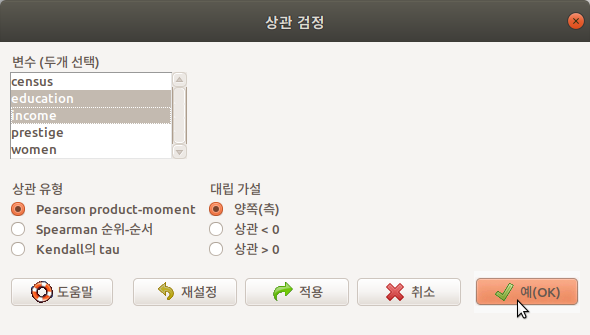 상관 검정
변수 (두개 선택)
census
education
income
prestige
women
상관 유형
대립 가설
Pearson product-moment
양쪽(측)
Spearman 순위-순서
상관 < 0
Kendall의 tau
상관 > 0
도움말
재설정
적용
취소
예(OK)